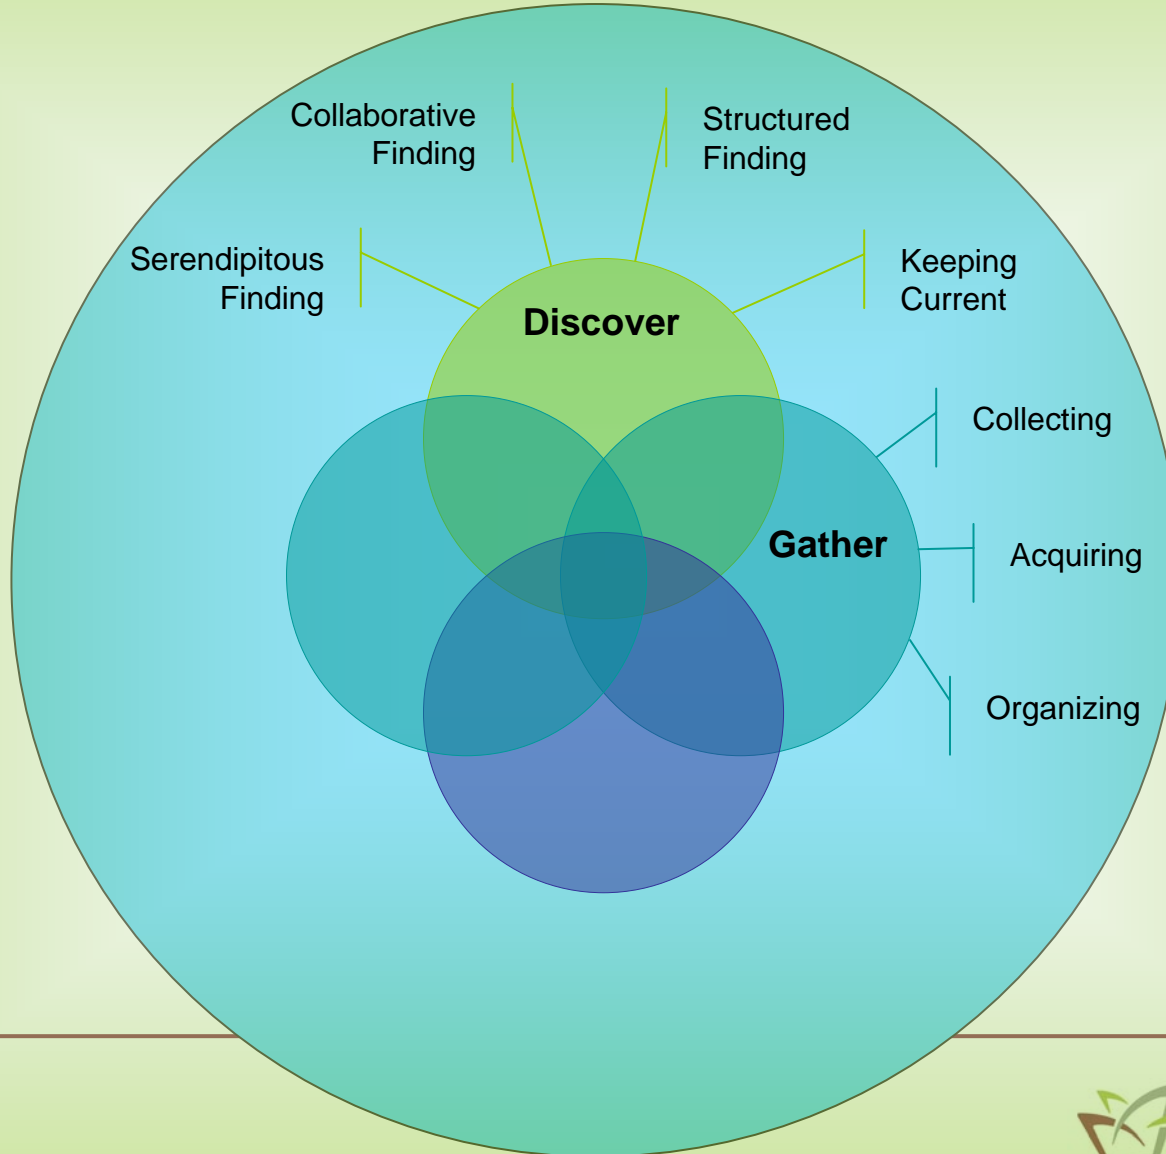 Collaborative
Finding
Structured
Finding
Serendipitous
Finding
Keeping
Current
Discover
Collecting
Gather
Acquiring
Organizing